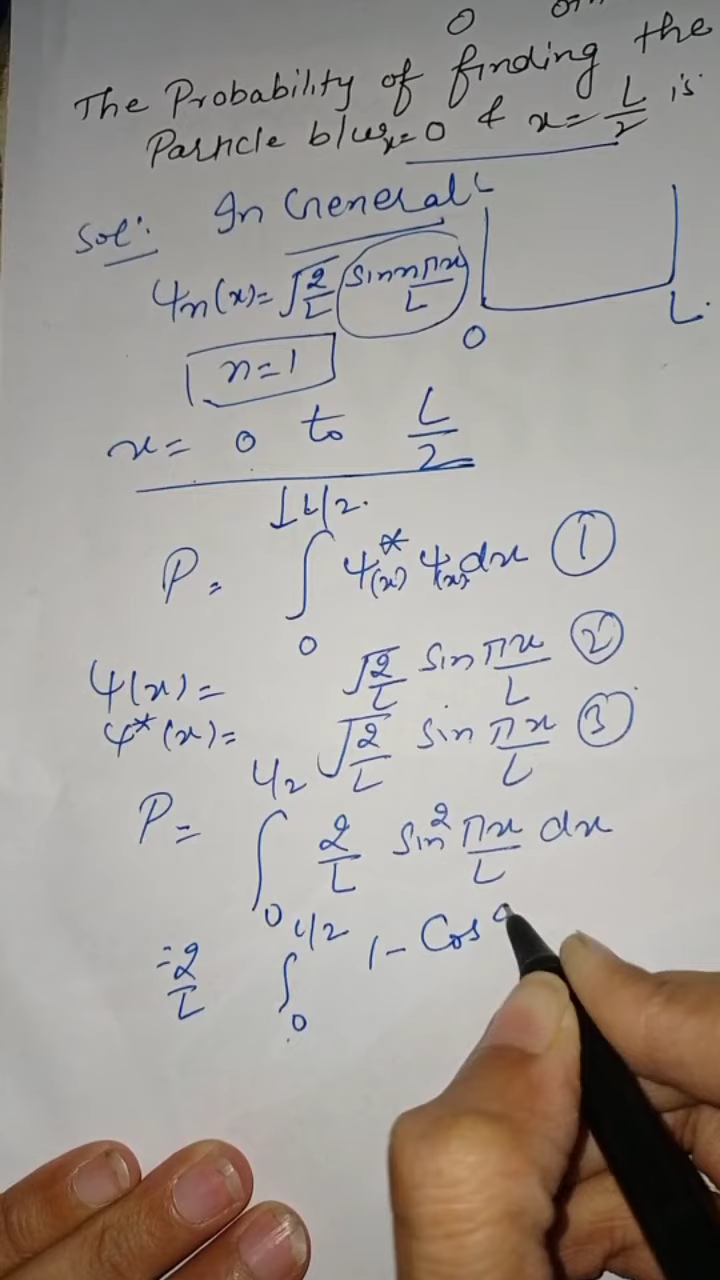 The Probability of finding the
Particle b/w x=0 & x=L/2 is
Sol: In General
ψn(x)=√2/L Sin nπx/L
0 L
n=1
x= 0 to L/2
P= ∫0^L/2 ψ*(x) ψ(x)dx ①
ψ(x)= √2/L Sin πx/L ②
ψ*(x)= √2/L Sin πx/L ③
P= ∫0^L/2 2/L Sin²πx/L dx
=2/L ∫0^L/2 1-Cos